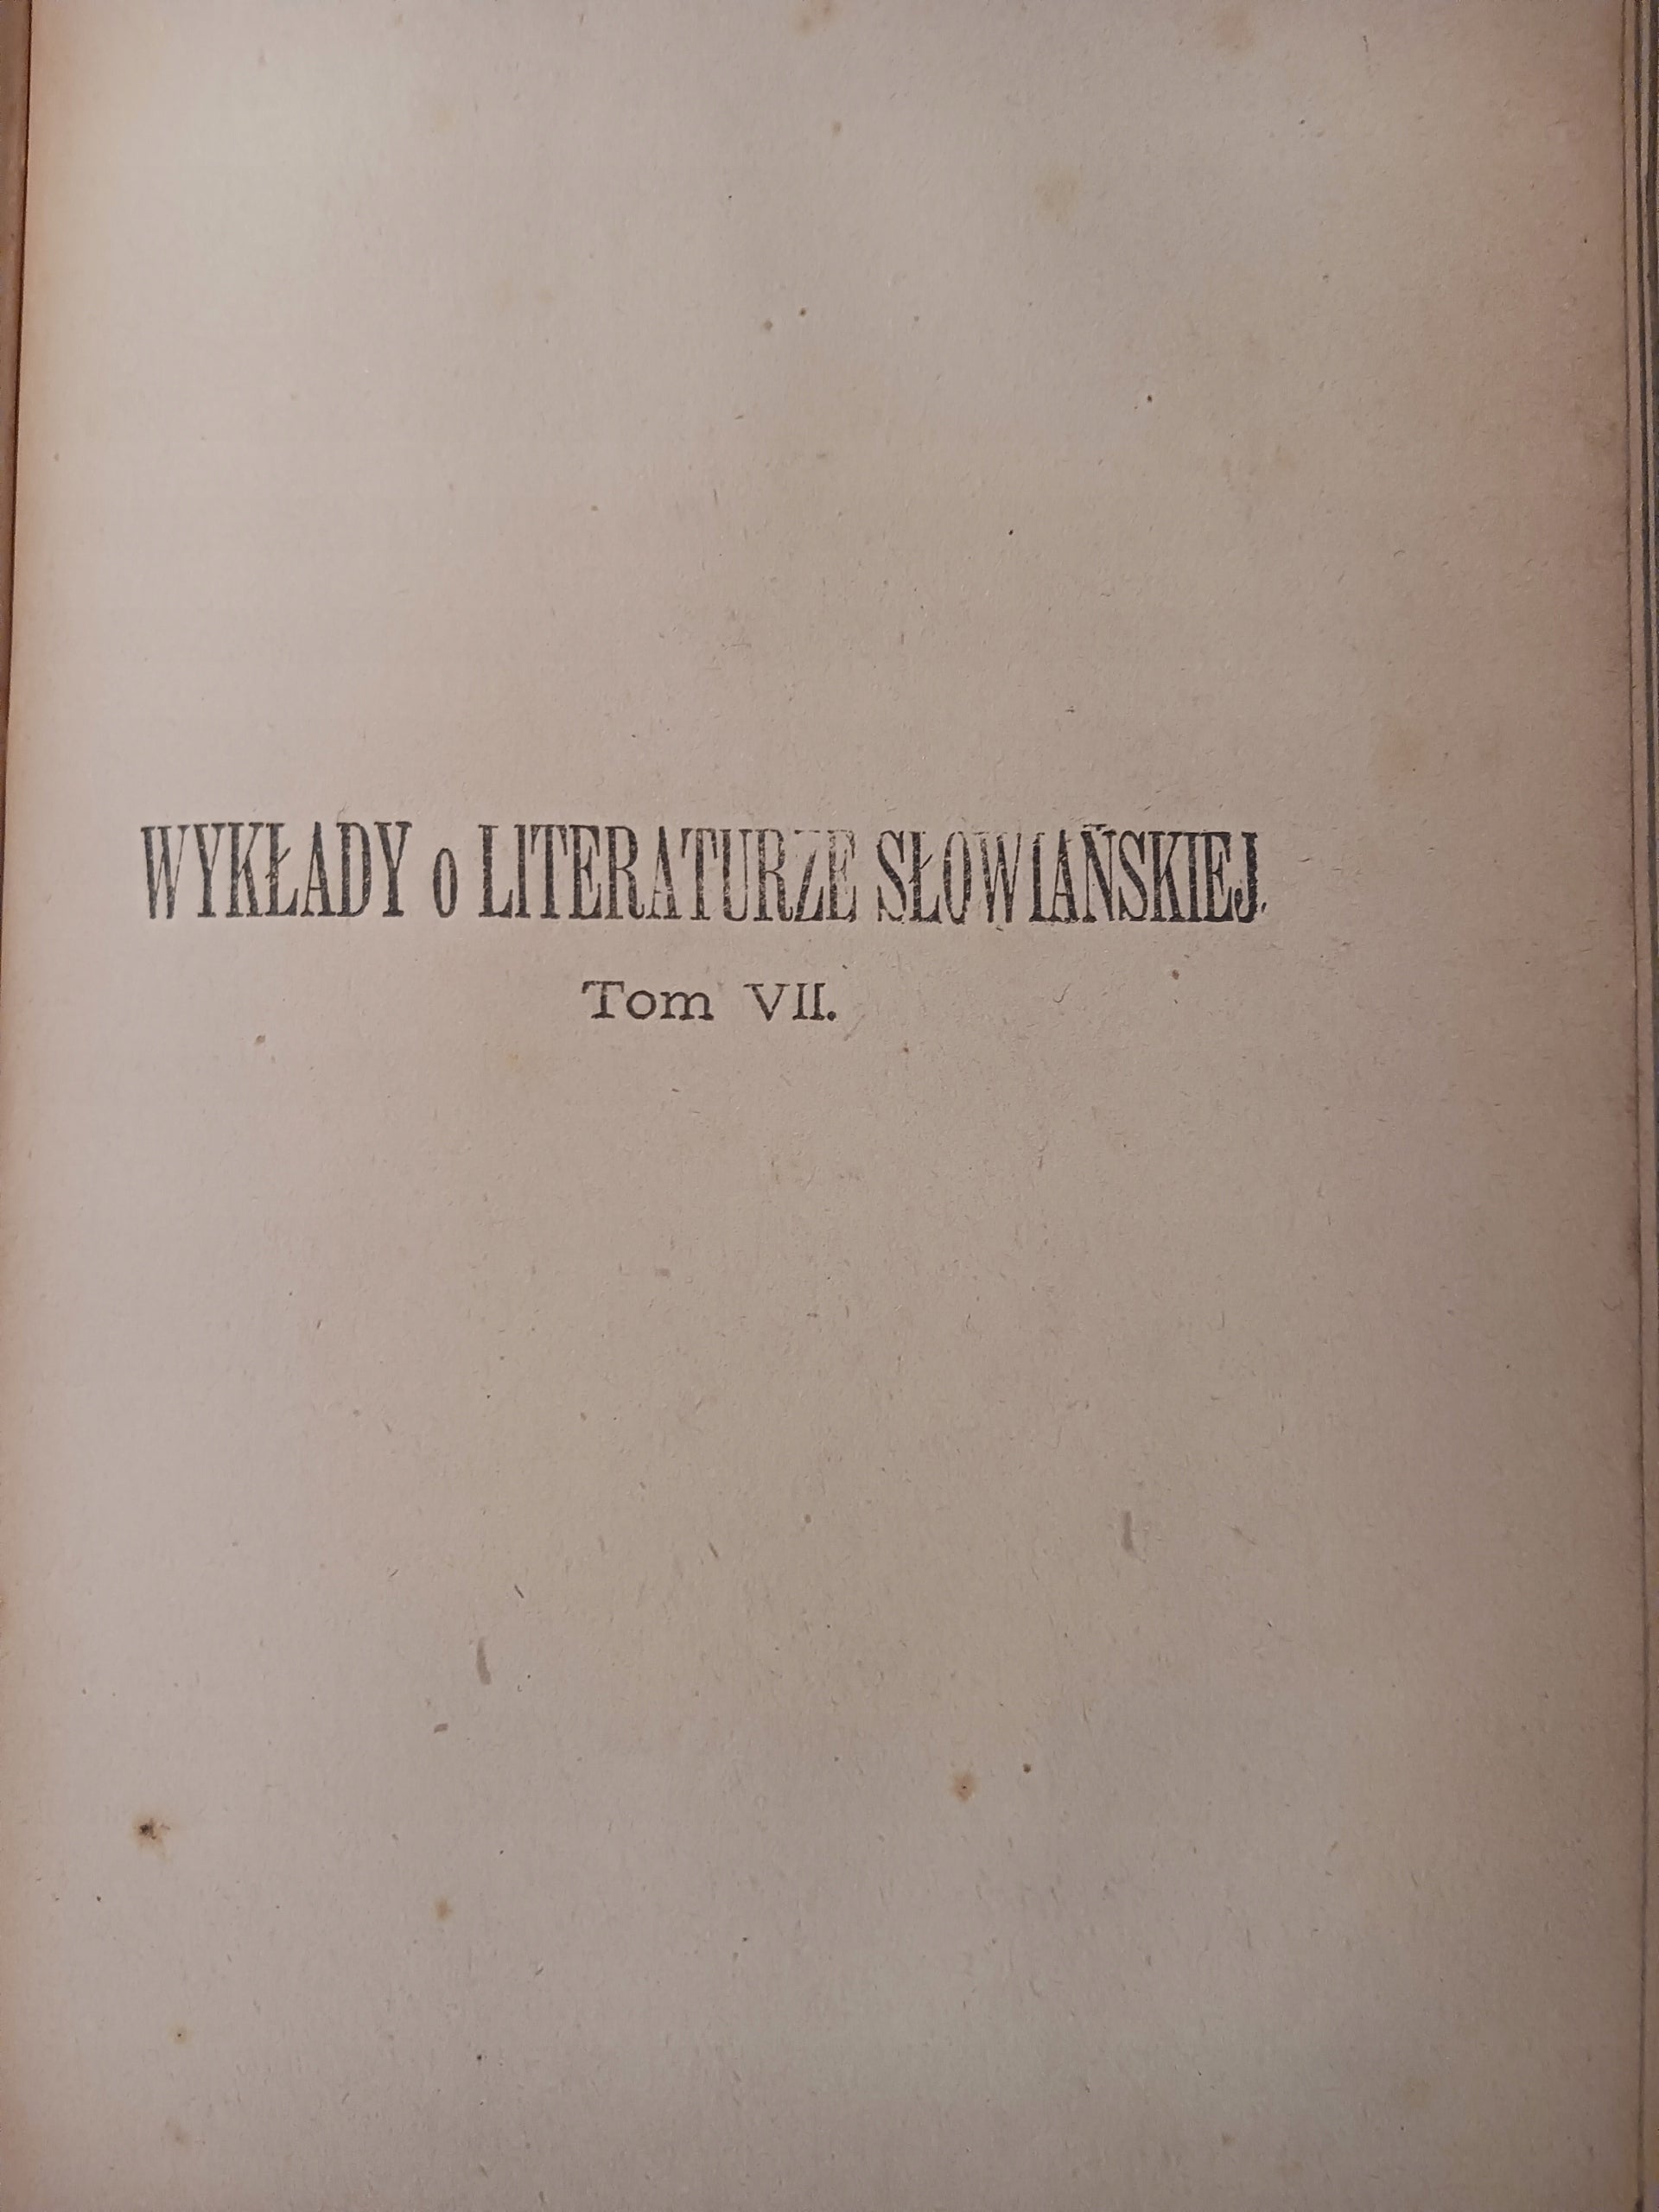 WYKŁADY o LITERATURZE SŁOWIAŃSKIEJ.
Tom VII.